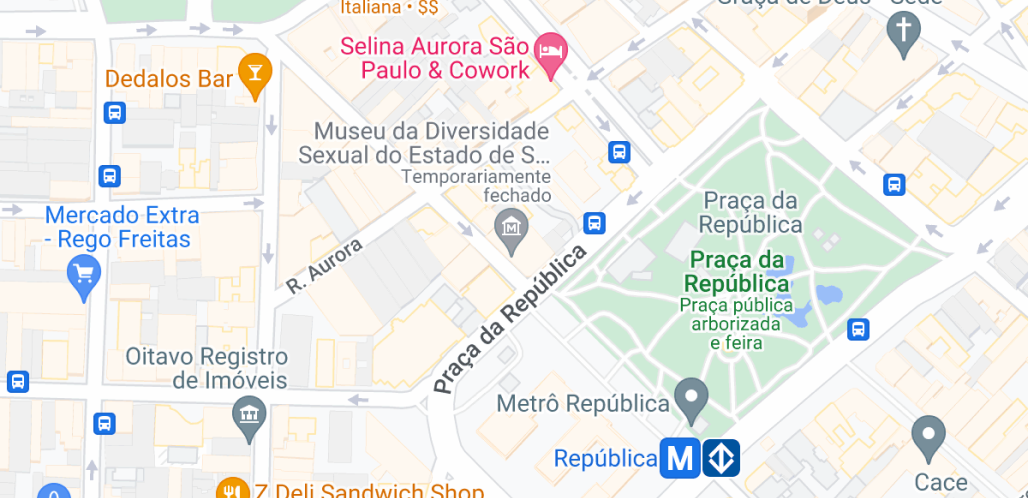 Italiana • $$
Graça de Deus - Sede
Selina Aurora São
Paulo & Cowork
Dedalos Bar
Museu da Diversidade
Sexual do Estado de S...
Temporariamente
fechado
Mercado Extra
- Rego Freitas
Praça da
República
Praça da
República
Praça pública
arborizada
e feira
R. Aurora
Praça da República
Oitavo Registro
de Imóveis
Metrô República
República M
Cace
Z Deli Sandwich Shop